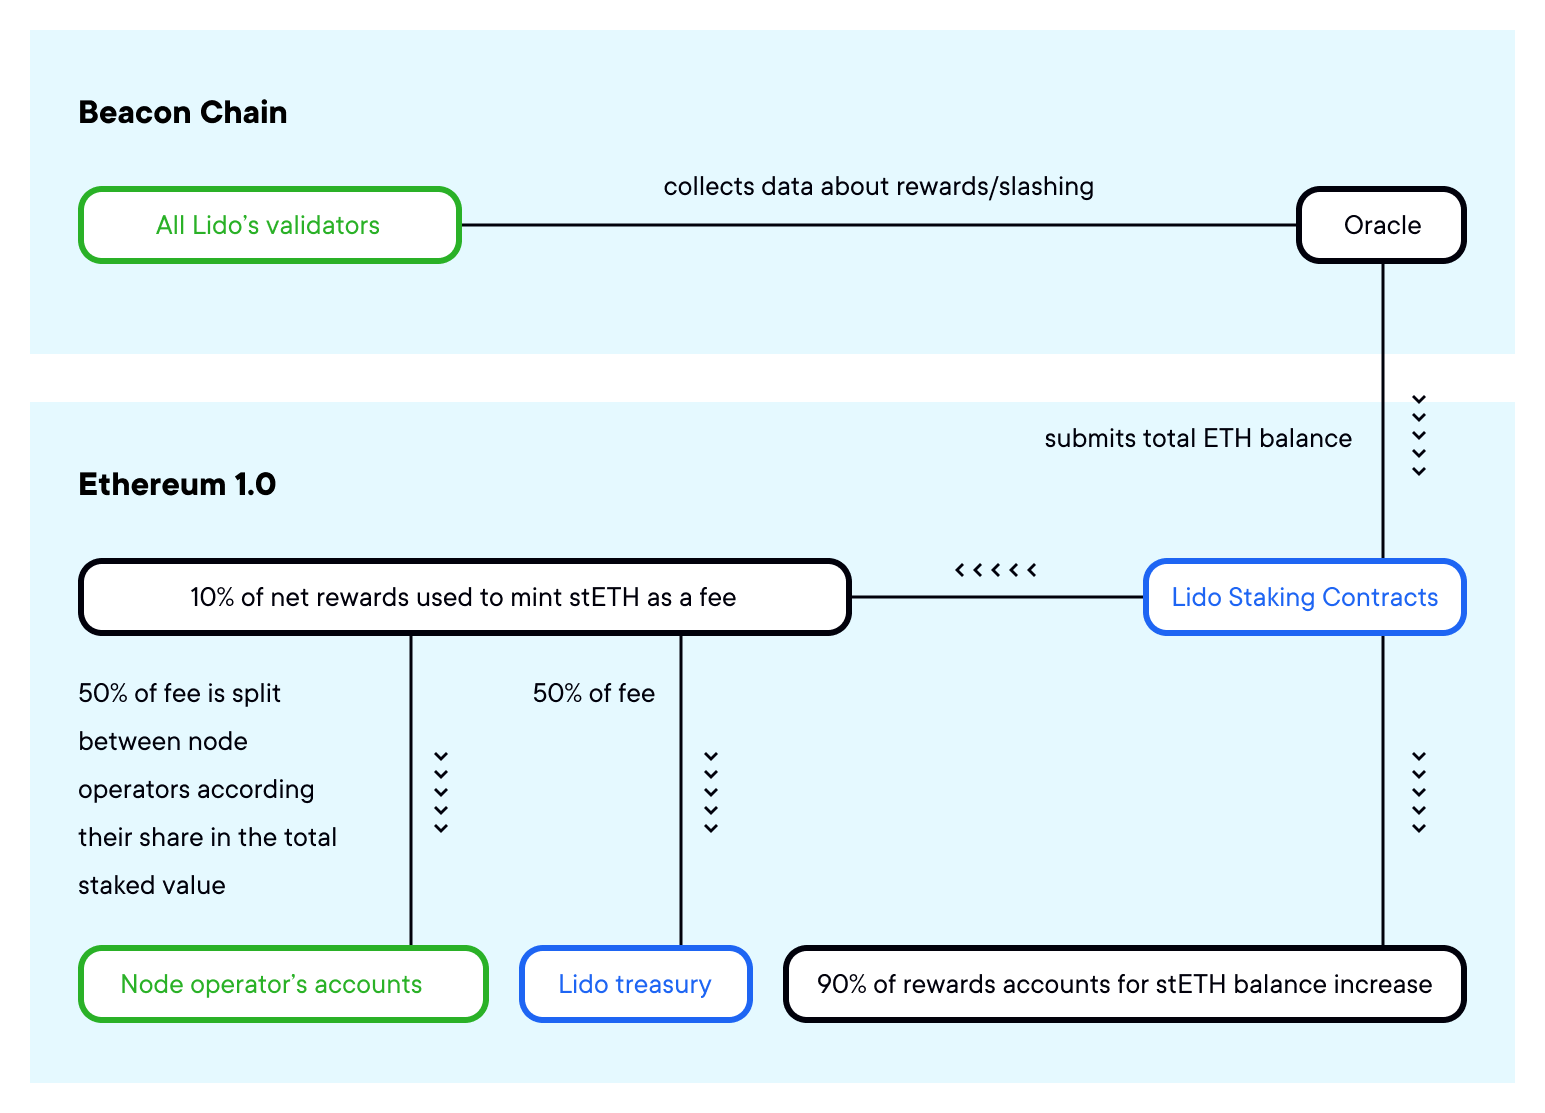 Beacon Chain
collects data about rewards/slashing
All Lido’s validators
Oracle
submits total ETH balance
Ethereum 1.0
10% of net rewards used to mint stETH as a fee
Lido Staking Contracts
50% of fee is split
between node
operators according
their share in the total
staked value
50% of fee
Node operator’s accounts
Lido treasury
90% of rewards accounts for stETH balance increase